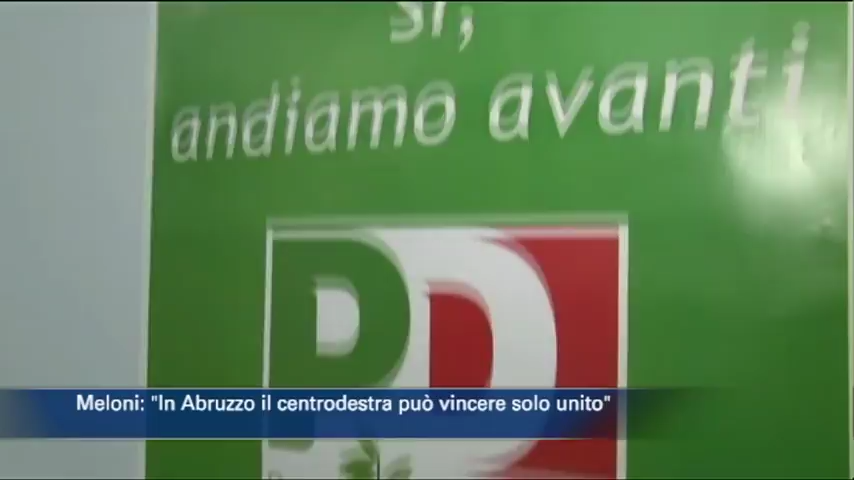 sì,
andiamo avanti
PD
Meloni: "In Abruzzo il centrodestra può vincere solo unito"